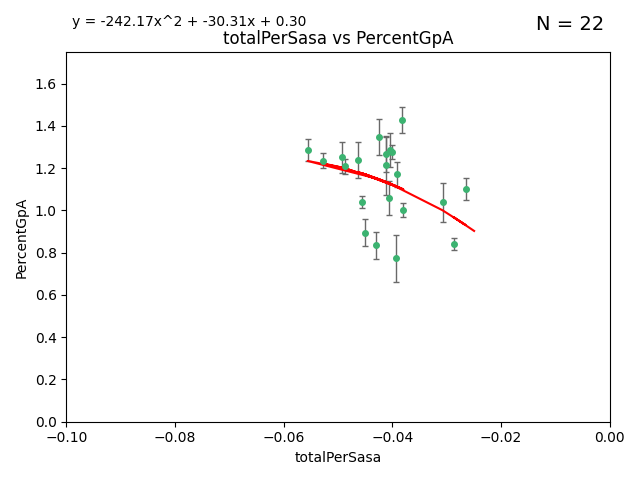 y = -242.17x^2 + -30.31x + 0.30
N = 22
totalPerSasa vs PercentGpA
1.6
1.4
1.2
1.0
0.8
0.6
0.4
0.2
0.0
PercentGpA
−0.10 −0.08 −0.06 −0.04 −0.02 0.00
totalPerSasa